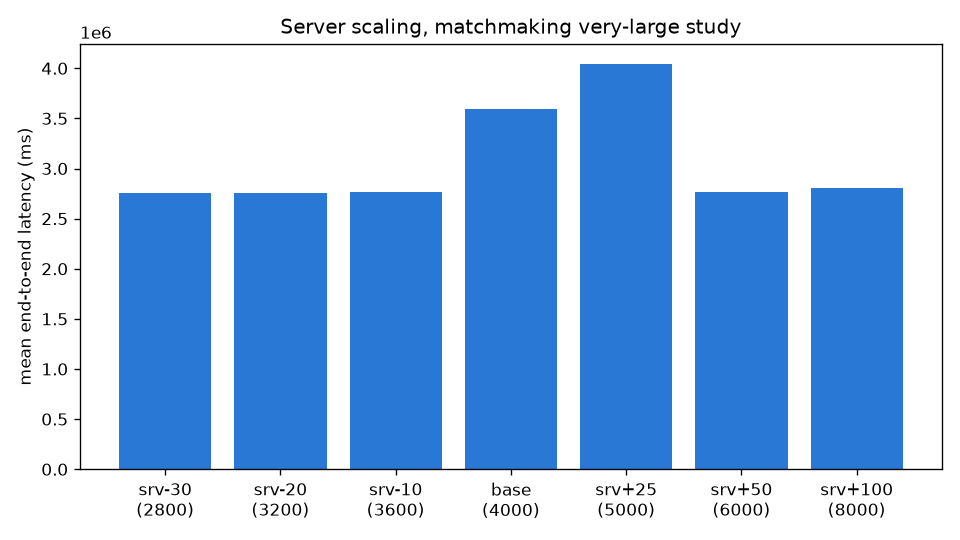 Server scaling, matchmaking very-large study
1e6
mean end-to-end latency (ms)
4.0
3.5
3.0
2.5
2.0
1.5
1.0
0.5
0.0
srv-30
(2800)
srv-20
(3200)
srv-10
(3600)
base
(4000)
srv+25
(5000)
srv+50
(6000)
srv+100
(8000)